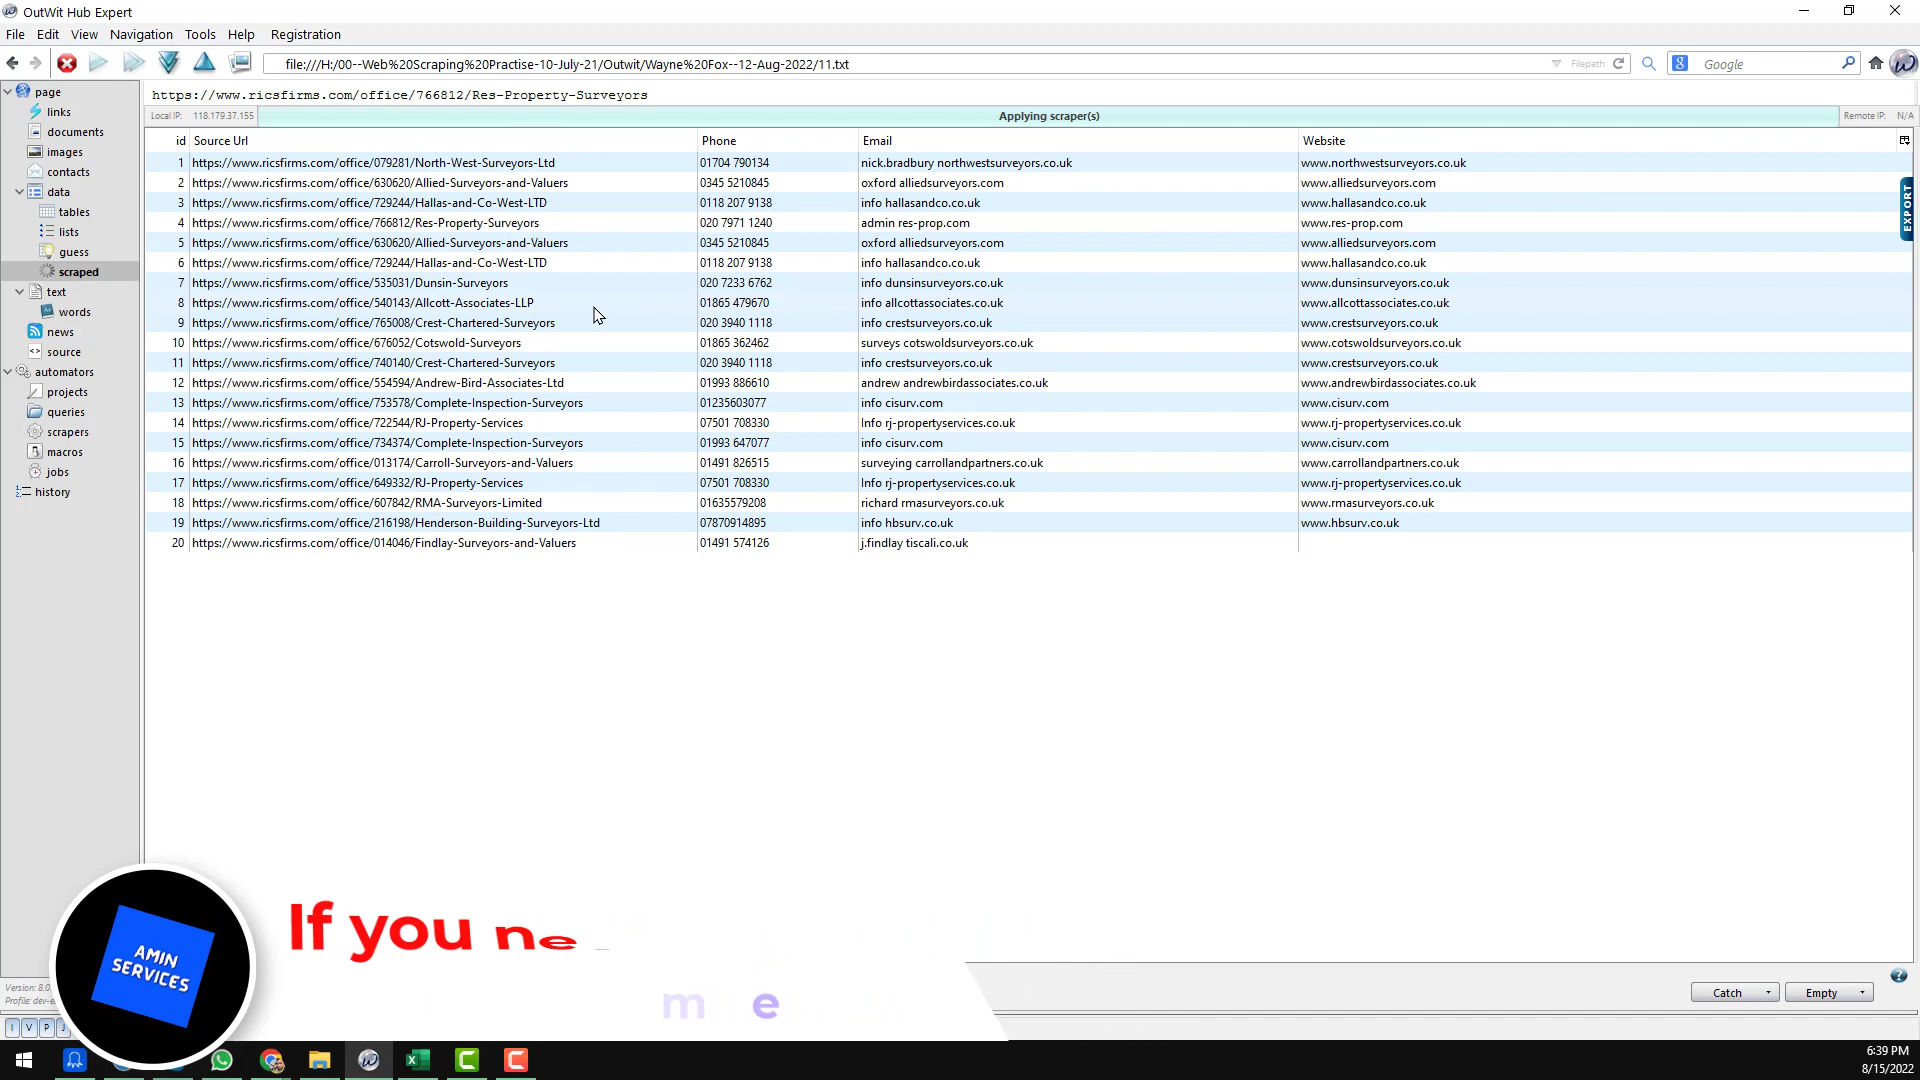 OutWit Hub Expert
File Edit View Navigation Tools Help Registration
file:///H:/00--Web%20Scraping%20Practise-10-July-21/Outwit/Wayne%20Fox--12-Aug-2022/11.txt Filepath Google
page
links
documents
images
contacts
data
tables
lists
guess
scraped
text
words
news
source
automators
projects
queries
scrapers
macros
jobs
history
https://www.ricsfirms.com/office/766812/Res-Property-Surveyors
Local IP: 118.179.37.155 Applying scraper(s) Remote IP: N/A
id Source Url Phone Email Website
1 https://www.ricsfirms.com/office/079281/North-West-Surveyors-Ltd 01704 790134 nick.bradbury northwestsurveyors.co.uk www.northwestsurveyors.co.uk
2 https://www.ricsfirms.com/office/630620/Allied-Surveyors-and-Valuers 0345 5210845 oxford alliedsurveyors.com www.alliedsurveyors.com
3 https://www.ricsfirms.com/office/729244/Hallas-and-Co-West-LTD 0118 207 9138 info hallasandco.co.uk www.hallasandco.co.uk
4 https://www.ricsfirms.com/office/766812/Res-Property-Surveyors 020 7971 1240 admin res-prop.com www.res-prop.com
5 https://www.ricsfirms.com/office/630620/Allied-Surveyors-and-Valuers 0345 5210845 oxford alliedsurveyors.com www.alliedsurveyors.com
6 https://www.ricsfirms.com/office/729244/Hallas-and-Co-West-LTD 0118 207 9138 info hallasandco.co.uk www.hallasandco.co.uk
7 https://www.ricsfirms.com/office/535031/Dunsin-Surveyors 020 7233 6762 info dunsinsurveyors.co.uk www.dunsinsurveyors.co.uk
8 https://www.ricsfirms.com/office/540143/Allcott-Associates-LLP 01865 479670 info allcottassociates.co.uk www.allcottassociates.co.uk
9 https://www.ricsfirms.com/office/765008/Crest-Chartered-Surveyors 020 3940 1118 info crestsurveyors.co.uk www.crestsurveyors.co.uk
10 https://www.ricsfirms.com/office/676052/Cotswold-Surveyors 01865 362462 surveys cotswoldsurveyors.co.uk www.cotswoldsurveyors.co.uk
11 https://www.ricsfirms.com/office/740140/Crest-Chartered-Surveyors 020 3940 1118 info crestsurveyors.co.uk www.crestsurveyors.co.uk
12 https://www.ricsfirms.com/office/554594/Andrew-Bird-Associates-Ltd 01993 886610 andrew andrewbirdassociates.co.uk www.andrewbirdassociates.co.uk
13 https://www.ricsfirms.com/office/753578/Complete-Inspection-Surveyors 01235603077 info cisurv.com www.cisurv.com
14 https://www.ricsfirms.com/office/722544/RJ-Property-Services 07501 708330 Info rj-propertyservices.co.uk www.rj-propertyservices.co.uk
15 https://www.ricsfirms.com/office/734374/Complete-Inspection-Surveyors 01993 647077 info cisurv.com www.cisurv.com
16 https://www.ricsfirms.com/office/013174/Carroll-Surveyors-and-Valuers 01491 826515 surveying carrollandpartners.co.uk www.carrollandpartners.co.uk
17 https://www.ricsfirms.com/office/649332/RJ-Property-Services 07501 708330 Info rj-propertyservices.co.uk www.rj-propertyservices.co.uk
18 https://www.ricsfirms.com/office/607842/RMA-Surveyors-Limited 01635579208 richard rmasurveyors.co.uk www.rmasurveyors.co.uk
19 https://www.ricsfirms.com/office/216198/Henderson-Building-Surveyors-Ltd 07870914895 info hbsurv.co.uk www.hbsurv.co.uk
20 https://www.ricsfirms.com/office/014046/Findlay-Surveyors-and-Valuers 01491 574126 j.findlay tiscali.co.uk
EXPORT
If you ne
m e
AMIN
SERVICES
Version: 8.0
Catch Empty
I V P J
6:39 PM
8/15/2022